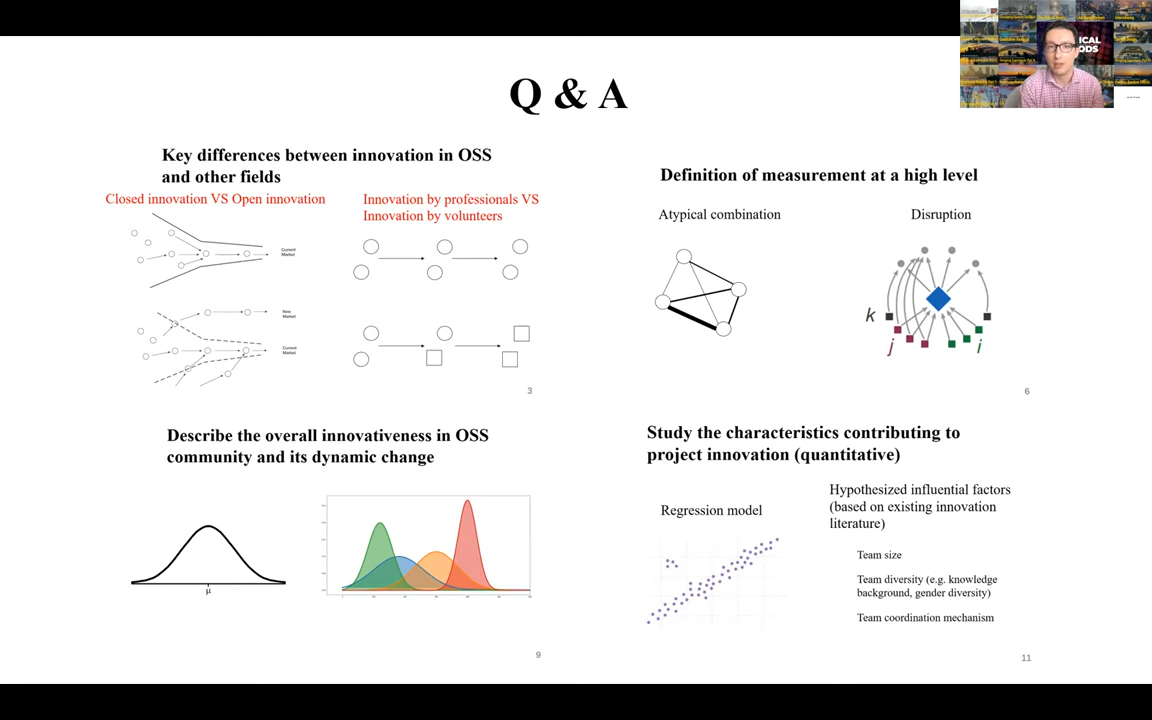 Q & A
ICAL
ODS
Key differences between innovation in OSS
and other fields
Closed innovation VS Open innovation
Innovation by professionals VS
Innovation by volunteers
Current
Market
New
Market
Current
Market
3
Definition of measurement at a high level
Atypical combination
Disruption
k
j
i
6
Describe the overall innovativeness in OSS
community and its dynamic change
μ
9
Study the characteristics contributing to
project innovation (quantitative)
Regression model
Hypothesized influential factors
(based on existing innovation
literature)
Team size
Team diversity (e.g. knowledge
background, gender diversity)
Team coordination mechanism
11